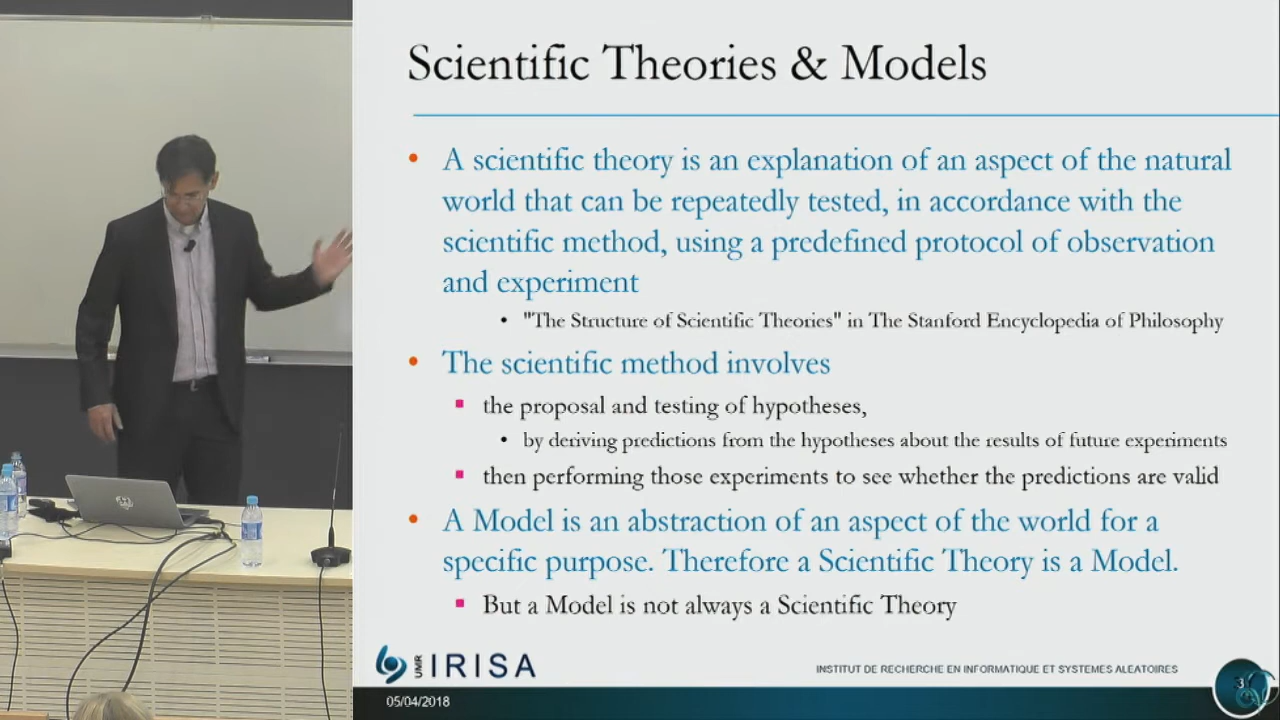 Scientific Theories & Models
• A scientific theory is an explanation of an aspect of the natural
world that can be repeatedly tested, in accordance with the
scientific method, using a predefined protocol of observation
and experiment
• "The Structure of Scientific Theories" in The Stanford Encyclopedia of Philosophy
• The scientific method involves
▪ the proposal and testing of hypotheses,
• by deriving predictions from the hypotheses about the results of future experiments
▪ then performing those experiments to see whether the predictions are valid
• A Model is an abstraction of an aspect of the world for a
specific purpose. Therefore a Scientific Theory is a Model.
▪ But a Model is not always a Scientific Theory
UMR IRISA
INSTITUT DE RECHERCHE EN INFORMATIQUE ET SYSTEMES ALEATOIRES
05/04/2018
3